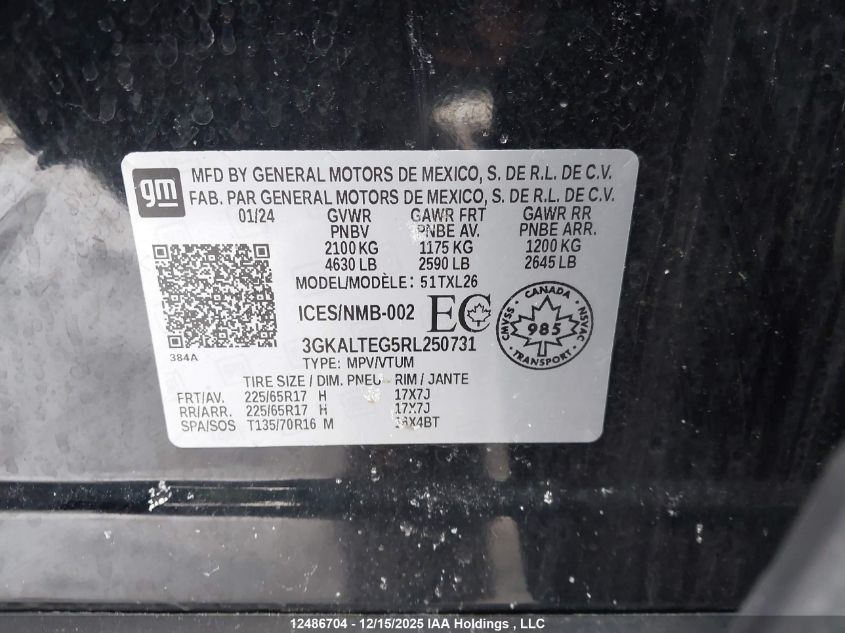 gm
MFD BY GENERAL MOTORS DE MEXICO, S. DE R.L. DE C.V.
FAB. PAR GENERAL MOTORS DE MEXICO, S. DE R.L. DE C.V.
01/24 GVWR GAWR FRT GAWR RR
PNBV PNBE AV. PNBE ARR.
2100 KG 1175 KG 1200 KG
4630 LB 2590 LB 2645 LB
MODEL/MODÈLE: 51TXL26
ICES/NMB-002 EC
CANADA
CMVSS 985 NSVAC
3GKALTEG5RL250731
384A
TYPE: MPV/VTUM
TIRE SIZE / DIM. PNEU - RIM / JANTE
FRT/AV. 225/65R17 H 17X7J
RR/ARR. 225/65R17 H 17X7J
SPA/SOS T135/70R16 M 16X4BT
12486704 - 12/15/2025 IAA Holdings , LLC